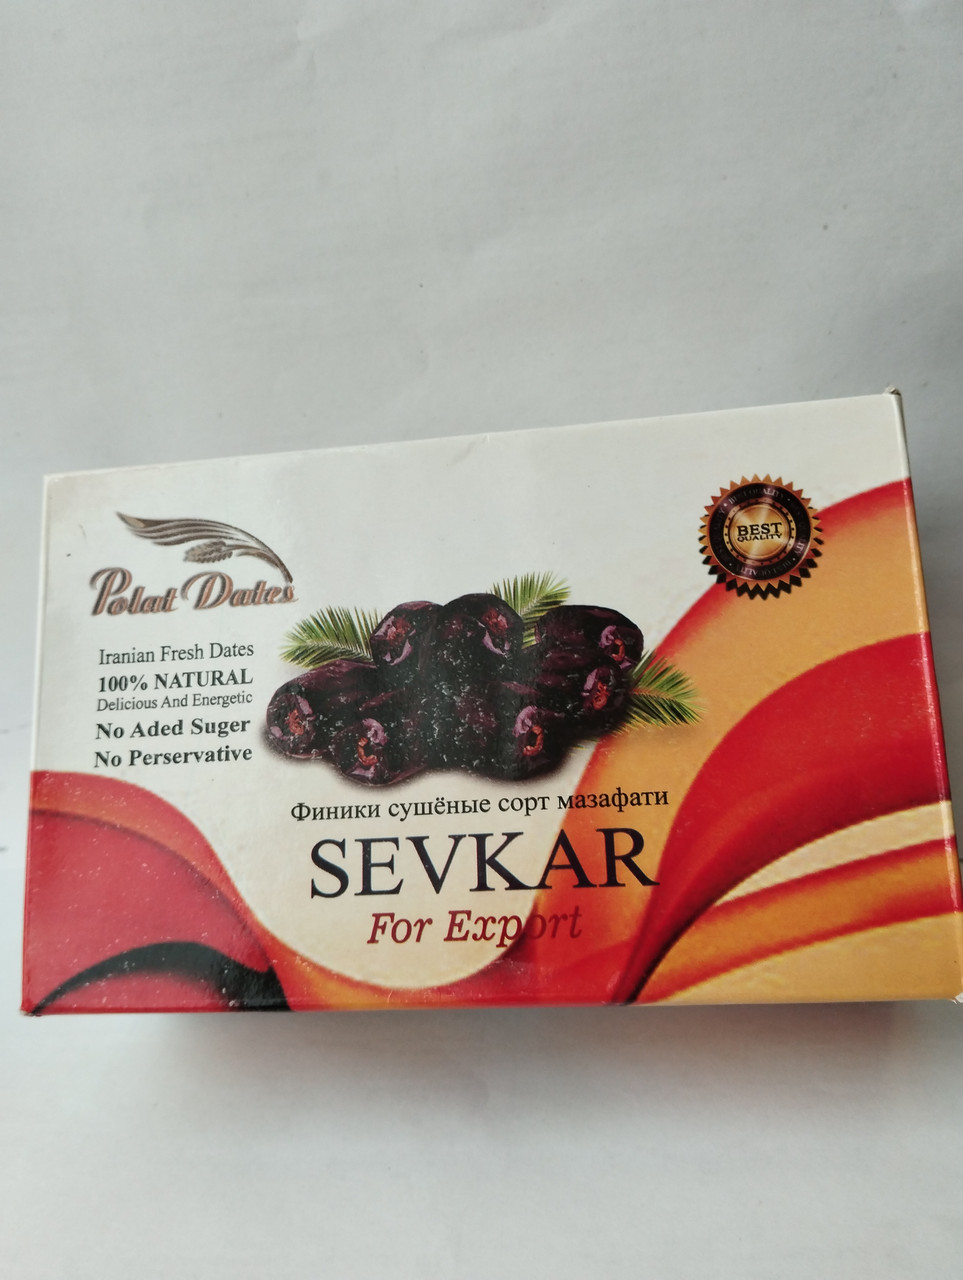 Polat Dates
Iranian Fresh Dates
100% NATURAL
Delicious And Energetic
No Aded Suger
No Perservative
BEST
QUALITY
Финики сушёные сорт мазафати
SEVKAR
For Export